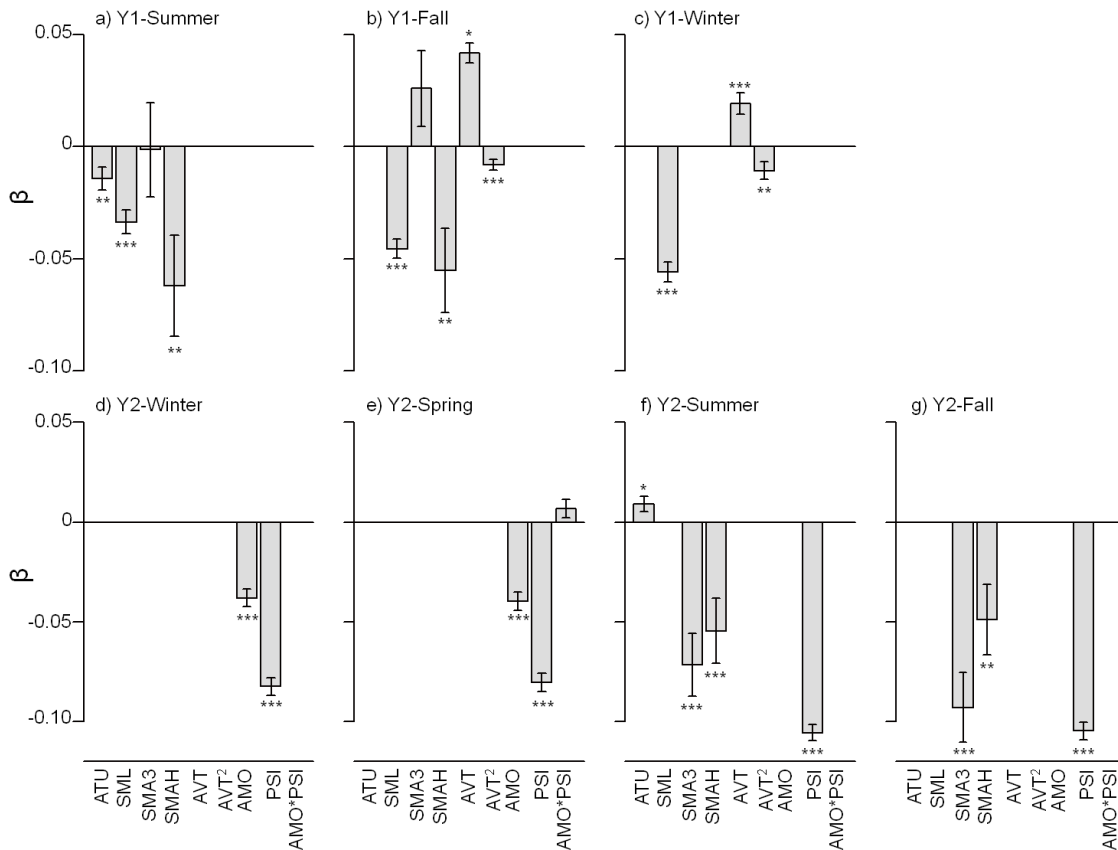 a) Y1-Summer
b) Y1-Fall
c) Y1-Winter
0.05
*
***
0
**
***
***
**
β
-0.05
***
***
**
**
-0.10
d) Y2-Winter
e) Y2-Spring
f) Y2-Summer
g) Y2-Fall
0.05
*
0
β
-0.05
***
***
***
**
***
***
***
***
-0.10
***
***
ATU
SML
SMA3
SMAH
AVT
AVT²
AMO
PSI
AMO*PSI
ATU
SML
SMA3
SMAH
AVT
AVT²
AMO
PSI
AMO*PSI
ATU
SML
SMA3
SMAH
AVT
AVT²
AMO
PSI
AMO*PSI
ATU
SML
SMA3
SMAH
AVT
AVT²
AMO
PSI
AMO*PSI